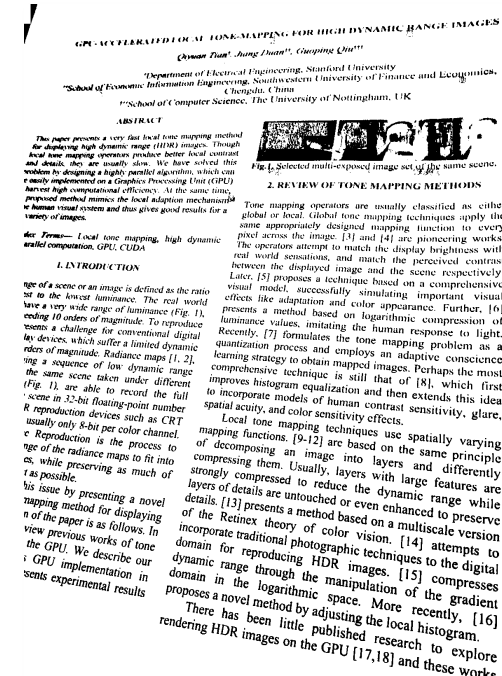 GPU-ACCELERATED LOCAL TONE-MAPPING FOR HIGH DYNAMIC RANGE IMAGES
Qiyuan Tian†, Jiang Duan††, Guoping Qiu†††
†Department of Electrical Engineering, Stanford University
††School of Economic Information Engineering, Southwestern University of Finance and Economics,
Chengdu, China
†††School of Computer Science, The University of Nottingham, UK
ABSTRACT
This paper presents a very fast local tone mapping method
for displaying high dynamic range (HDR) images. Though
local tone mapping operators produce better local contrast
and details, they are usually slow. We have solved this
problem by designing a highly parallel algorithm, which can
easily implemented on a Graphics Processing Unit (GPU)
harvest high computational efficiency. At the same time,
proposed method mimics the local adaptation mechanism
human visual system and thus gives good results for a
variety of images.
Terms— Local tone mapping, high dynamic
parallel computation, GPU, CUDA
1. INTRODUCTION
of a scene or an image is defined as the ratio
to the lowest luminance. The real world
have a very wide range of luminance (Fig. 1),
10 orders of magnitude. To reproduce
a challenge for conventional digital
devices, which suffer a limited dynamic
orders of magnitude. Radiance maps [1, 2],
a sequence of low dynamic range
the same scene taken under different
(Fig. 1), are able to record the full
scene in 32-bit floating-point number
reproduction devices such as CRT
usually only 8-bit per color channel.
Reproduction is the process to
of the radiance maps to fit into
while preserving as much of
as possible.
issue by presenting a novel
mapping method for displaying
of the paper is as follows. In
previous works of tone
the GPU. We describe our
GPU implementation in
experimental results
Fig. 1. Selected multi-exposed image set of the same scene.
2. REVIEW OF TONE MAPPING METHODS
Tone mapping operators are usually classified as either
global or local. Global tone mapping techniques apply the
same appropriately designed mapping function to every
pixel across the image. [3] and [4] are pioneering works.
The operators attempt to match the display brightness with
real world sensations, and match the perceived contrast
between the displayed image and the scene respectively.
Later, [5] proposes a technique based on a comprehensive
visual model, successfully simulating important visual
effects like adaptation and color appearance. Further, [6]
presents a method based on logarithmic compression of
luminance values, imitating the human response to light.
Recently, [7] formulates the tone mapping problem as a
quantization process and employs an adaptive conscience
learning strategy to obtain mapped images. Perhaps the most
comprehensive technique is still that of [8], which first
improves histogram equalization and then extends this idea
to incorporate models of human contrast sensitivity, glare,
spatial acuity, and color sensitivity effects.
Local tone mapping techniques use spatially varying
mapping functions. [9-12] are based on the same principle
of decomposing an image into layers and differently
compressing them. Usually, layers with large features are
strongly compressed to reduce the dynamic range while
layers of details are untouched or even enhanced to preserve
details. [13] presents a method based on a multiscale version
of the Retinex theory of color vision. [14] attempts to
incorporate traditional photographic techniques to the digital
domain for reproducing HDR images. [15] compresses
dynamic range through the manipulation of the gradient
domain in the logarithmic space. More recently, [16]
proposes a novel method by adjusting the local histogram.
There has been little published research to explore
rendering HDR images on the GPU [17,18] and these works